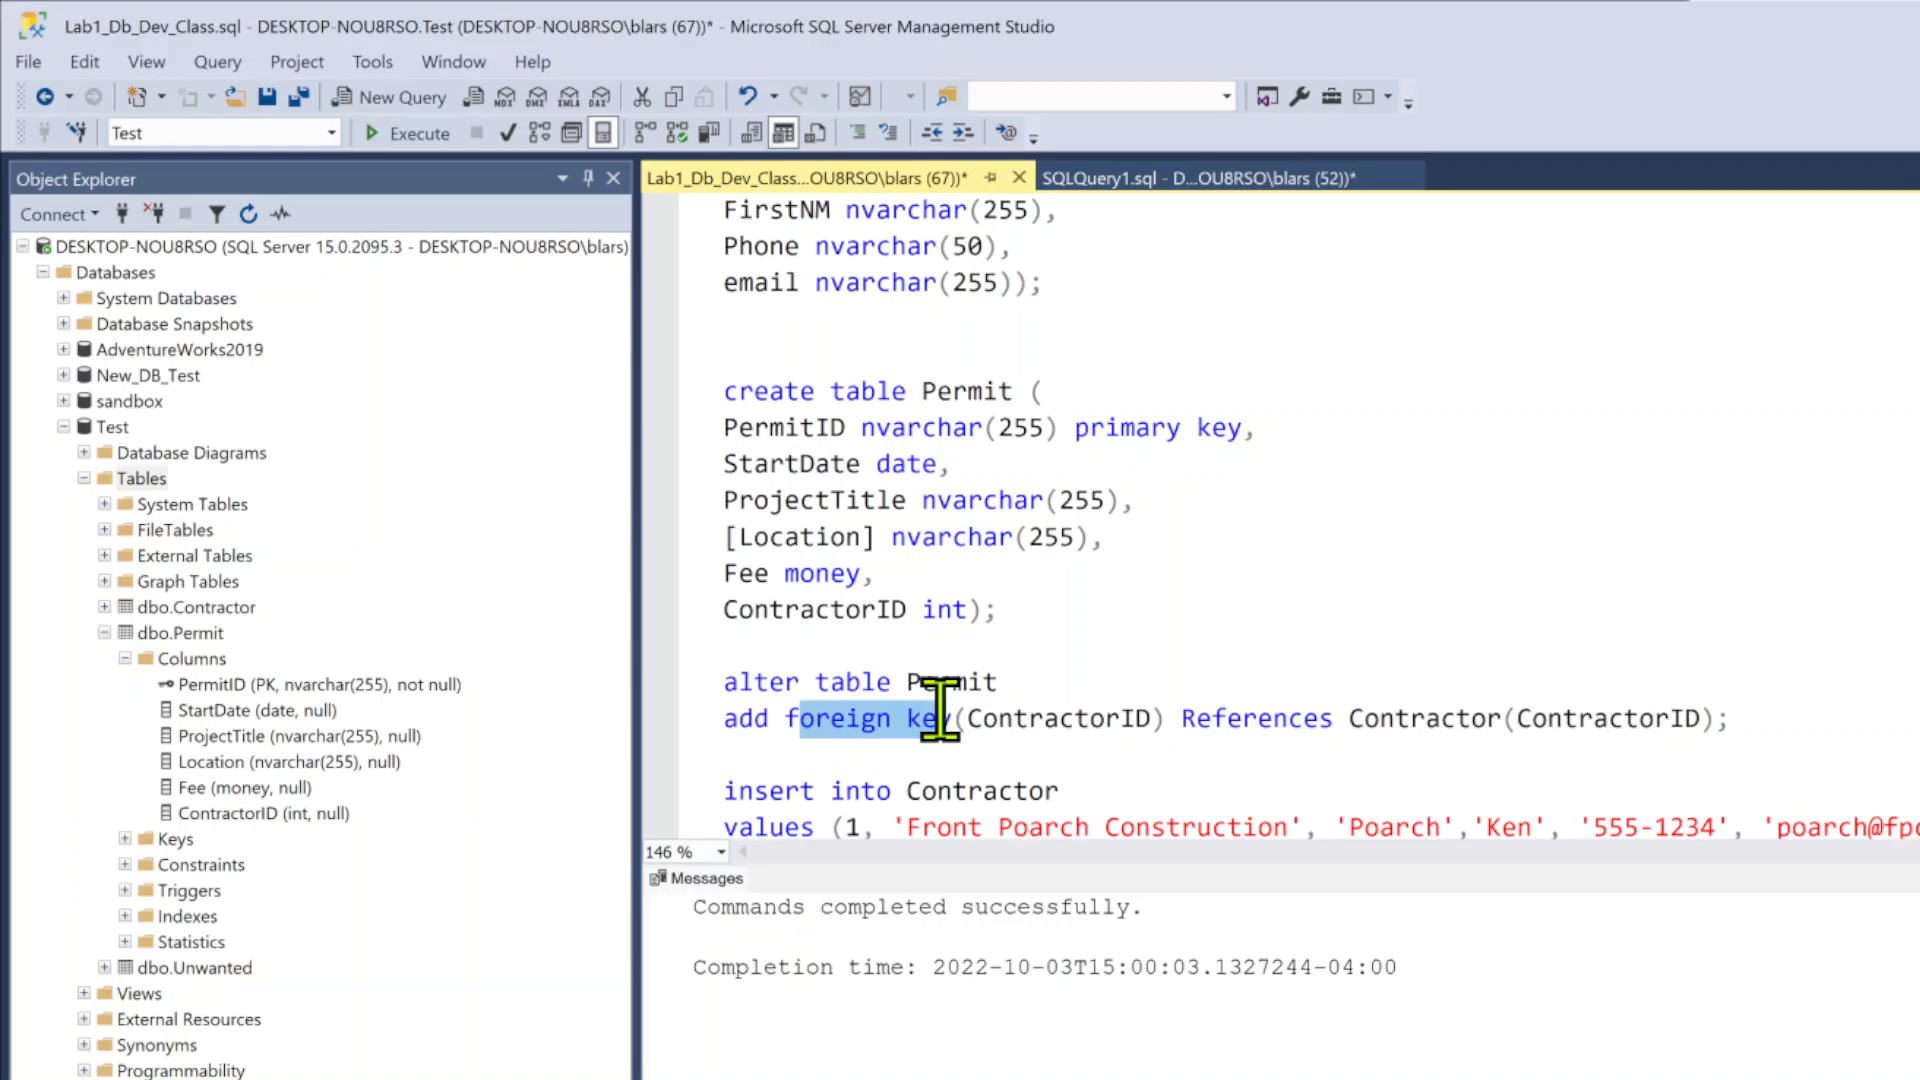 Lab1_Db_Dev_Class.sql - DESKTOP-NOU8RSO.Test (DESKTOP-NOU8RSO\blars (67))* - Microsoft SQL Server Management Studio
File Edit View Query Project Tools Window Help
New Query MDX DMX XMLA DAX
Test Execute
Object Explorer
Connect
DESKTOP-NOU8RSO (SQL Server 15.0.2095.3 - DESKTOP-NOU8RSO\blars)
Databases
System Databases
Database Snapshots
AdventureWorks2019
New_DB_Test
sandbox
Test
Database Diagrams
Tables
System Tables
FileTables
External Tables
Graph Tables
dbo.Contractor
dbo.Permit
Columns
PermitID (PK, nvarchar(255), not null)
StartDate (date, null)
ProjectTitle (nvarchar(255), null)
Location (nvarchar(255), null)
Fee (money, null)
ContractorID (int, null)
Keys
Constraints
Triggers
Indexes
Statistics
dbo.Unwanted
Views
External Resources
Synonyms
Programmability
Lab1_Db_Dev_Class...OU8RSO\blars (67))* SQLQuery1.sql - D...OU8RSO\blars (52))*
FirstNM nvarchar(255),
Phone nvarchar(50),
email nvarchar(255));
create table Permit (
PermitID nvarchar(255) primary key,
StartDate date,
ProjectTitle nvarchar(255),
[Location] nvarchar(255),
Fee money,
ContractorID int);
alter table Permit
add foreign key(ContractorID) References Contractor(ContractorID);
insert into Contractor
values (1, 'Front Poarch Construction', 'Poarch','Ken', '555-1234', 'poarch@fpc
146 %
Messages
Commands completed successfully.
Completion time: 2022-10-03T15:00:03.1327244-04:00